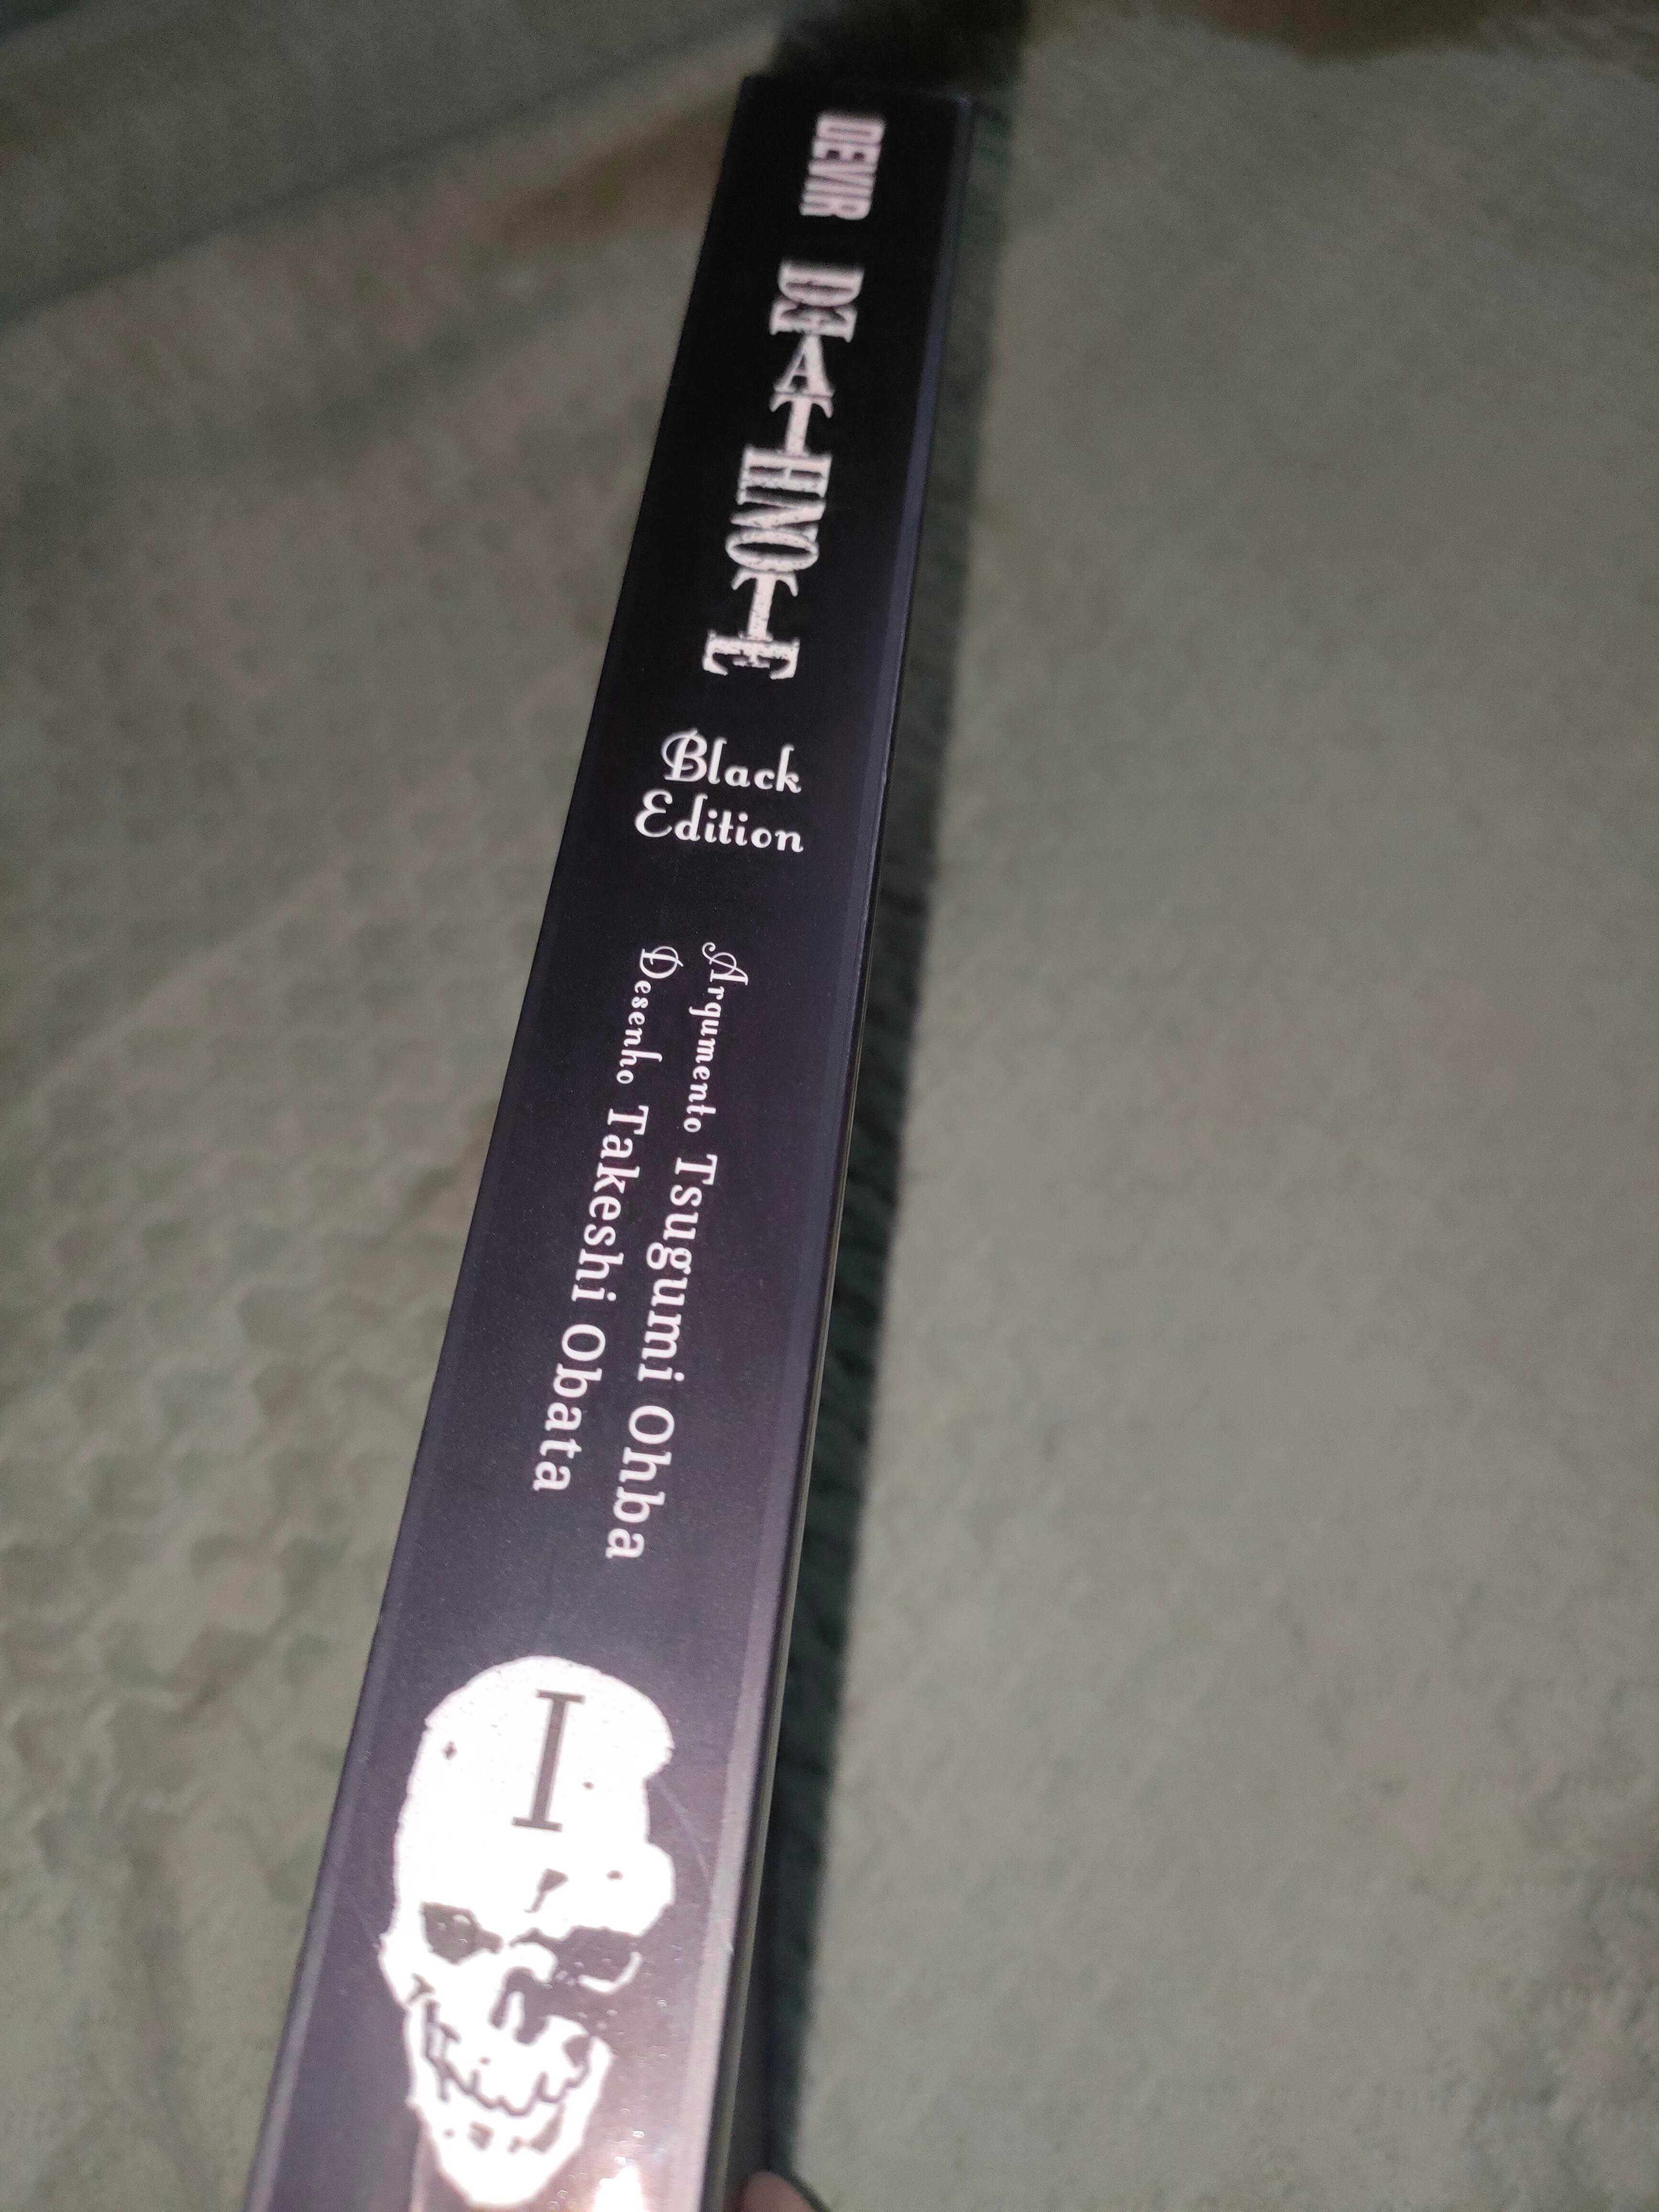 DEVIR
DEATH NOTE
Black
Edition
Argumento Tsugumi Ohba
Desenho Takeshi Obata
I